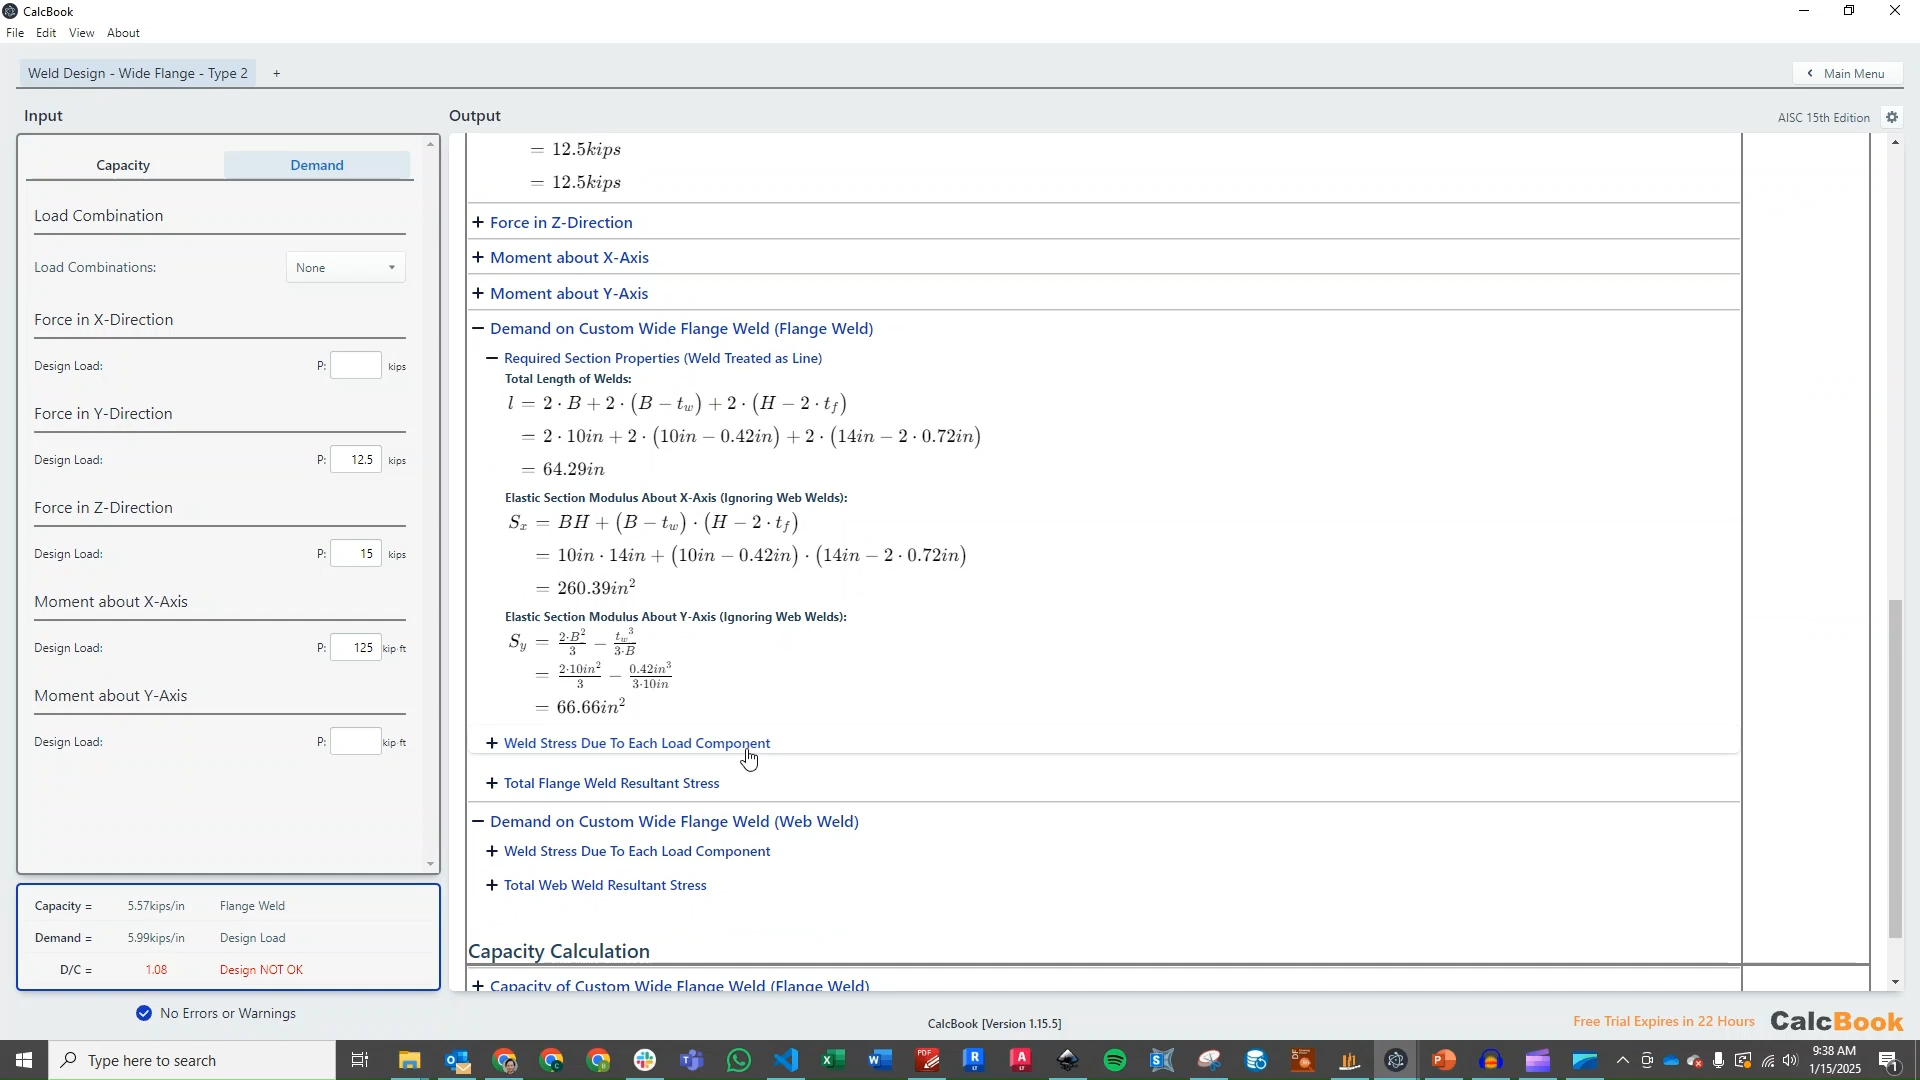 CalcBook
File Edit View About
Weld Design - Wide Flange - Type 2 +
< Main Menu
Input
Output
AISC 15th Edition
Capacity Demand
Load Combination
Load Combinations: None
Force in X-Direction
Design Load: P: kips
Force in Y-Direction
Design Load: P: 12.5 kips
Force in Z-Direction
Design Load: P: 15 kips
Moment about X-Axis
Design Load: P: 125 kip·ft
Moment about Y-Axis
Design Load: P: kip·ft
Capacity = 5.57kips/in Flange Weld
Demand = 5.99kips/in Design Load
D/C = 1.08 Design NOT OK
No Errors or Warnings
= 12.5kips
= 12.5kips
+ Force in Z-Direction
+ Moment about X-Axis
+ Moment about Y-Axis
− Demand on Custom Wide Flange Weld (Flange Weld)
− Required Section Properties (Weld Treated as Line)
Total Length of Welds:
l = 2 · B + 2 · (B − t_w) + 2 · (H − 2 · t_f)
= 2 · 10in + 2 · (10in − 0.42in) + 2 · (14in − 2 · 0.72in)
= 64.29in
Elastic Section Modulus About X-Axis (Ignoring Web Welds):
S_x = BH + (B − t_w) · (H − 2 · t_f)
= 10in · 14in + (10in − 0.42in) · (14in − 2 · 0.72in)
= 260.39in²
Elastic Section Modulus About Y-Axis (Ignoring Web Welds):
S_y = 2·B²/3 − t_w³/3·B
= 2·10in²/3 − 0.42in³/3·10in
= 66.66in²
+ Weld Stress Due To Each Load Component
+ Total Flange Weld Resultant Stress
− Demand on Custom Wide Flange Weld (Web Weld)
+ Weld Stress Due To Each Load Component
+ Total Web Weld Resultant Stress
Capacity Calculation
+ Capacity of Custom Wide Flange Weld (Flange Weld)
CalcBook [Version 1.15.5]
Free Trial Expires in 22 Hours CalcBook
Type here to search
9:38 AM
1/15/2025